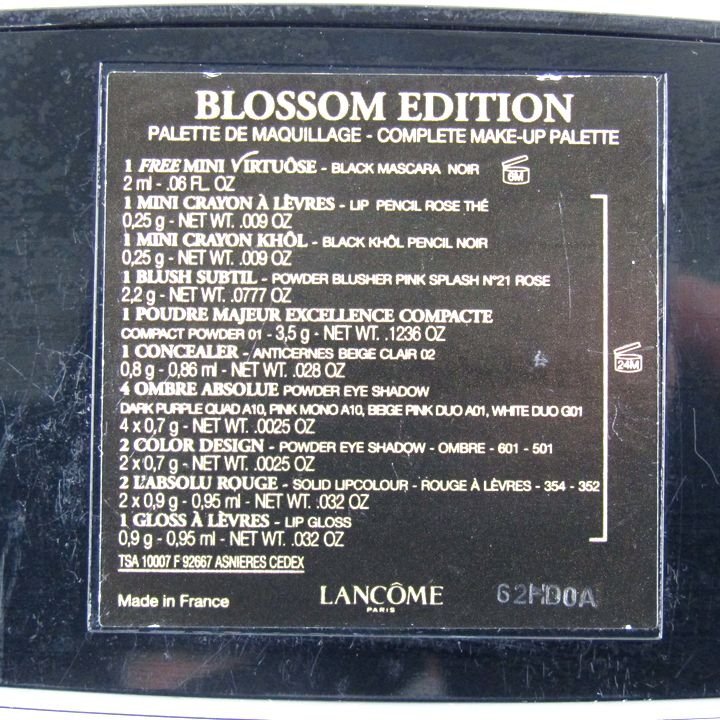 BLOSSOM EDITION
PALETTE DE MAQUILLAGE - COMPLETE MAKE-UP PALETTE
1 FREE MINI VIRTUÔSE - BLACK MASCARA NOIR 6M
2 ml - .06 FL. OZ
1 MINI CRAYON À LÈVRES - LIP PENCIL ROSE THÉ
0,25 g - NET WT. .009 OZ
1 MINI CRAYON KHÔL - BLACK KHÔL PENCIL NOIR
0,25 g - NET WT. .009 OZ
1 BLUSH SUBTIL - POWDER BLUSHER PINK SPLASH N°21 ROSE
2,2 g - NET WT. .0777 OZ
1 POUDRE MAJEUR EXCELLENCE COMPACTE
COMPACT POWDER 01 - 3,5 g - NET WT. .1236 OZ
1 CONCEALER - ANTICERNES BEIGE CLAIR 02
0,8 g - 0,86 ml - NET WT. .028 OZ
24M
4 OMBRE ABSOLUE POWDER EYE SHADOW
DARK PURPLE QUAD A10, PINK MONO A10, BEIGE PINK DUO A01, WHITE DUO G01
4 x 0,7 g - NET WT. .0025 OZ
2 COLOR DESIGN - POWDER EYE SHADOW - OMBRE - 601 - 501
2 x 0,7 g - NET WT. .0025 OZ
2 L'ABSOLU ROUGE - SOLID LIPCOLOUR - ROUGE À LÈVRES - 354 - 352
2 x 0,9 g - 0,95 ml - NET WT. .032 OZ
1 GLOSS À LÈVRES - LIP GLOSS
0,9 g - 0,95 ml - NET WT. .032 OZ
TSA 10007 F 92667 ASNIERES CEDEX
Made in France LANCÔME 62HD0A
PARIS